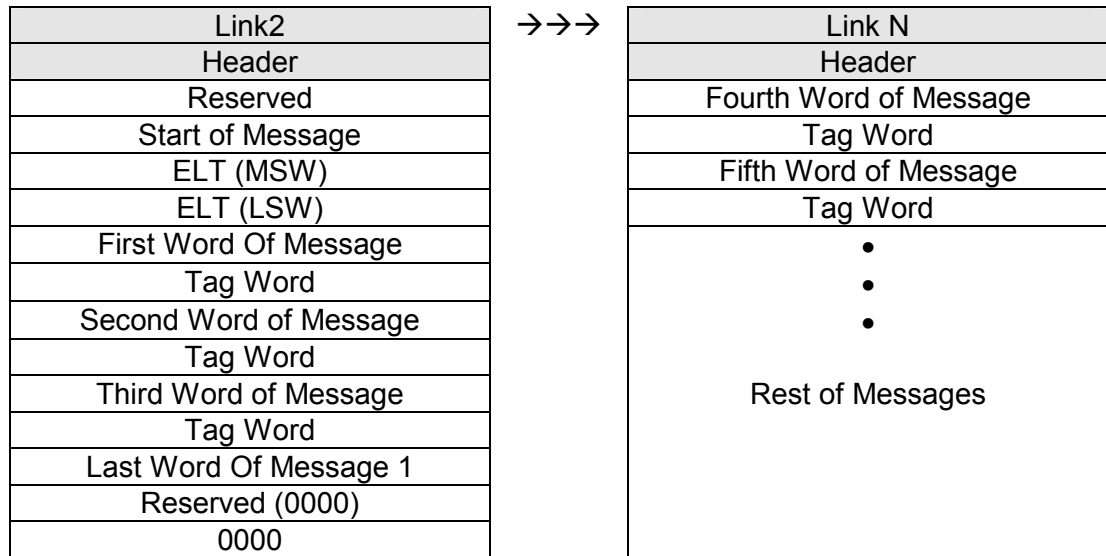 Link2
Header
Reserved
Start of Message
ELT (MSW)
ELT (LSW)
First Word Of Message
Tag Word
Second Word of Message
Tag Word
Third Word of Message
Tag Word
Last Word Of Message 1
Reserved (0000)
0000
→→→
Link N
Header
Fourth Word of Message
Tag Word
Fifth Word of Message
Tag Word
•
•
•
Rest of Messages